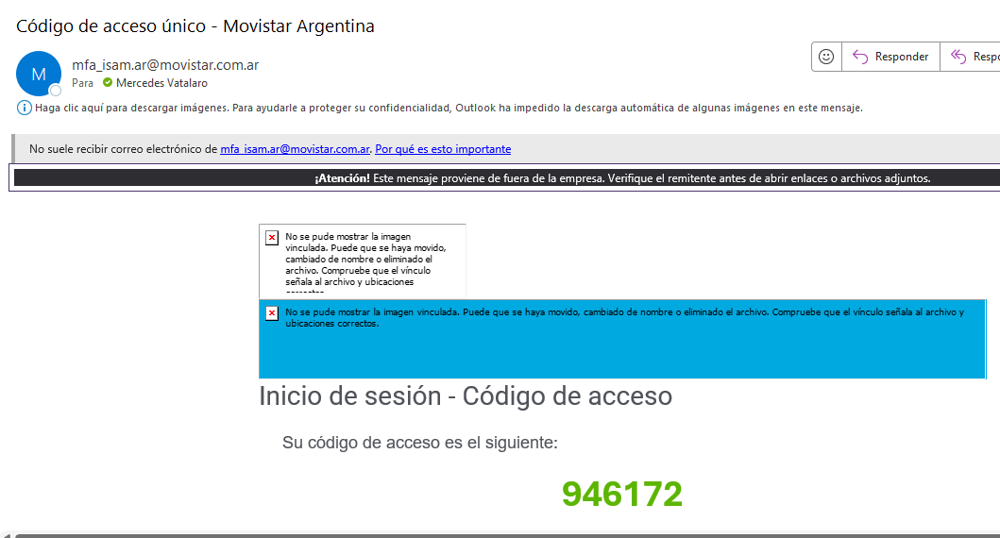 Código de acceso único - Movistar Argentina
M
mfa_isam.ar@movistar.com.ar
Para Mercedes Vatalaro
Responder
Resp
Haga clic aquí para descargar imágenes. Para ayudarle a proteger su confidencialidad, Outlook ha impedido la descarga automática de algunas imágenes en este mensaje.
No suele recibir correo electrónico de mfa_isam.ar@movistar.com.ar. Por qué es esto importante
¡Atención! Este mensaje proviene de fuera de la empresa. Verifique el remitente antes de abrir enlaces o archivos adjuntos.
No se pude mostrar la imagen
vinculada. Puede que se haya movido,
cambiado de nombre o eliminado el
archivo. Compruebe que el vínculo
señala al archivo y ubicaciones
No se pude mostrar la imagen vinculada. Puede que se haya movido, cambiado de nombre o eliminado el archivo. Compruebe que el vínculo señala al archivo y
ubicaciones correctos.
Inicio de sesión - Código de acceso
Su código de acceso es el siguiente:
946172